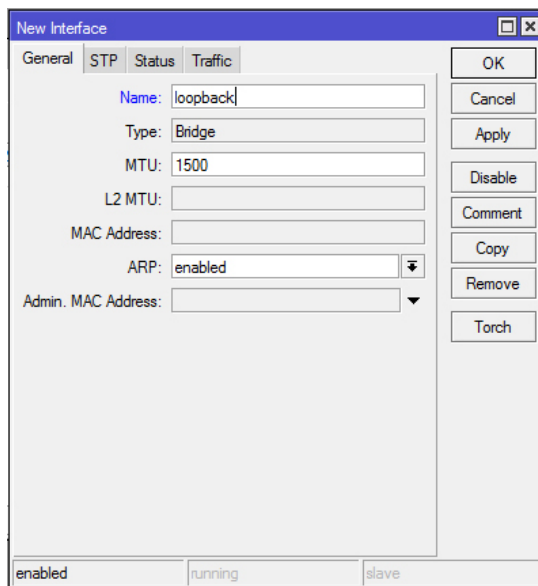 New Interface
General STP Status Traffic
Name: loopback
Type: Bridge
MTU: 1500
L2 MTU:
MAC Address:
ARP: enabled
Admin. MAC Address:
OK
Cancel
Apply
Disable
Comment
Copy
Remove
Torch
enabled running slave